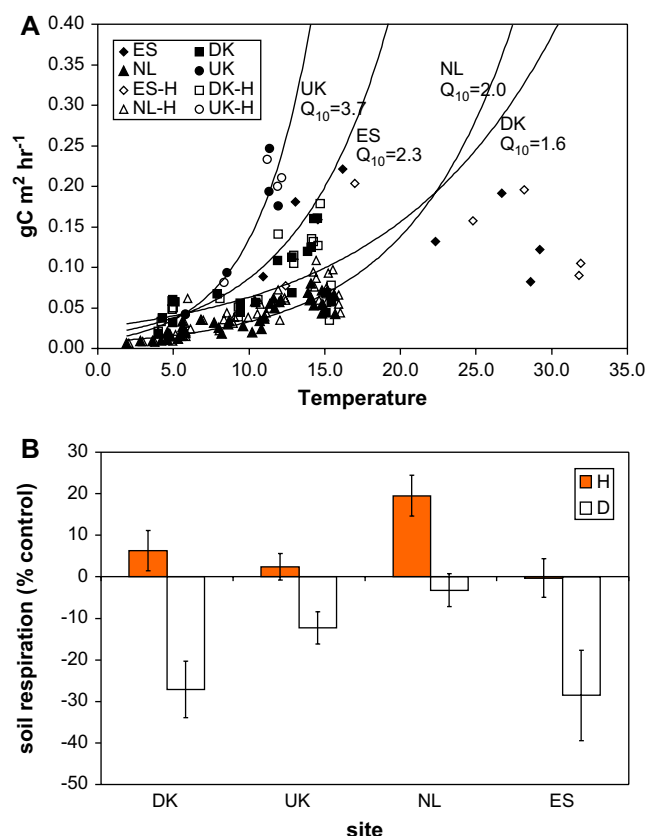 A
0.40
0.35
0.30
0.25
0.20
0.15
0.10
0.05
0.00
gC m² hr⁻¹
ES DK
NL UK
ES-H DK-H
NL-H UK-H
UK
Q10=3.7
ES
Q10=2.3
NL
Q10=2.0
DK
Q10=1.6
0.0 5.0 10.0 15.0 20.0 25.0 30.0 35.0
Temperature
B
30
20
10
0
-10
-20
-30
-40
-50
soil respiration (% control)
H
D
DK UK NL ES
site